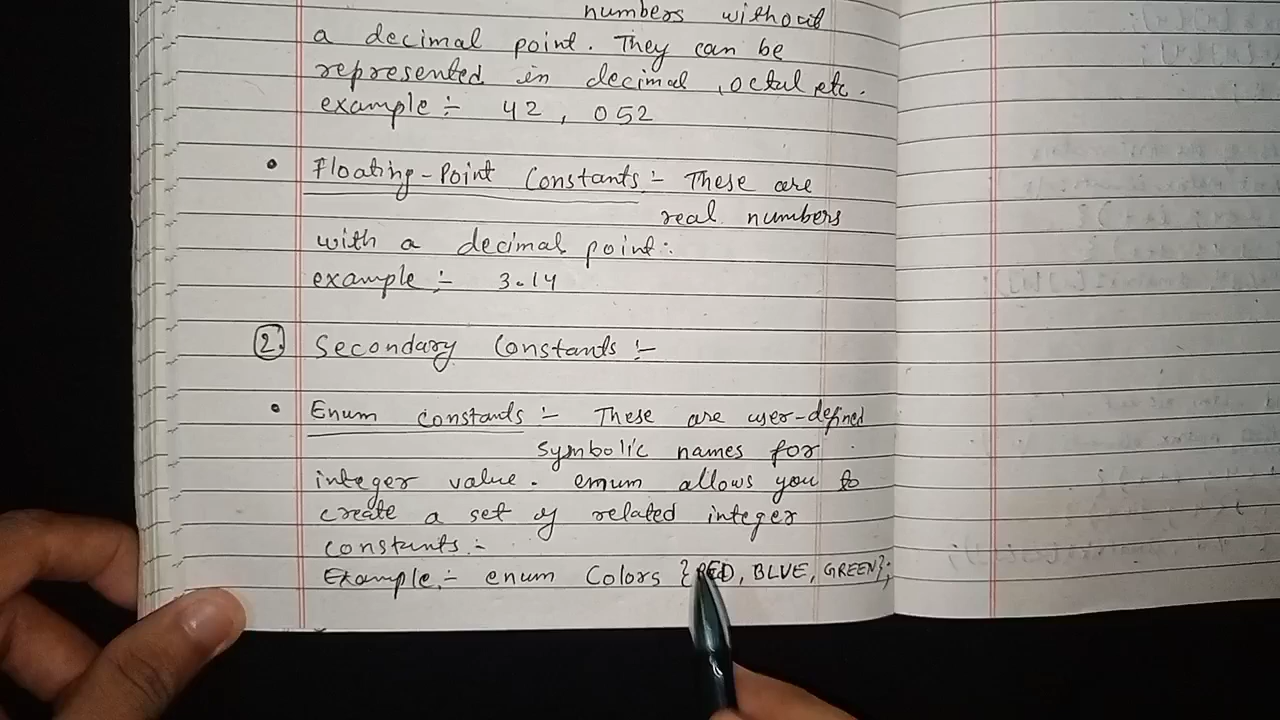 numbers without
a decimal point. They can be
represented in decimal, octal etc.
example :- 42, 052
• Floating-Point Constants :- These are
real numbers
with a decimal point :
example :- 3.14
2. Secondary Constants :-
• Enum constants :- These are user-defined
symbolic names for
integer value. enum allows you to
create a set of related integer
constants :-
Example :- enum Colors {RED, BLUE, GREEN};